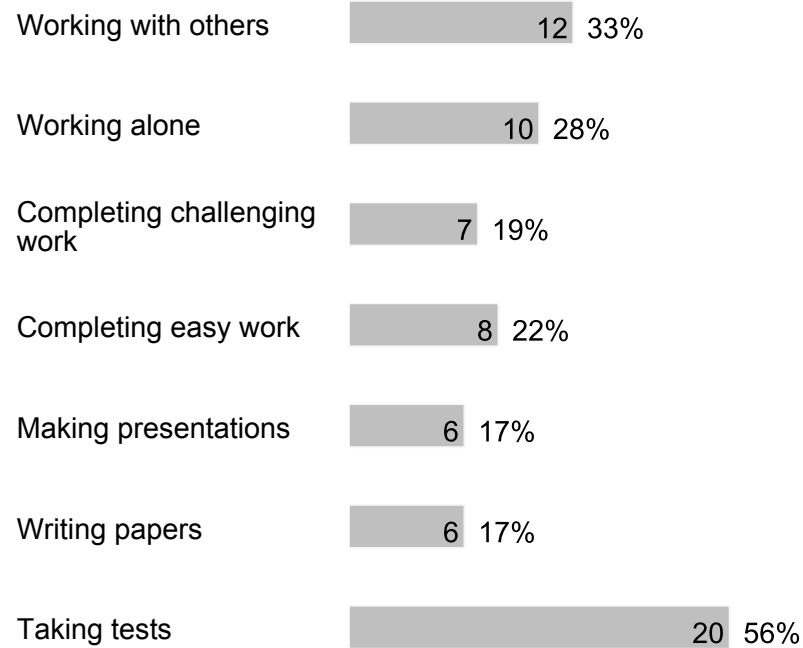 Working with others 12 33%
Working alone 10 28%
Completing challenging
work 7 19%
Completing easy work 8 22%
Making presentations 6 17%
Writing papers 6 17%
Taking tests 20 56%